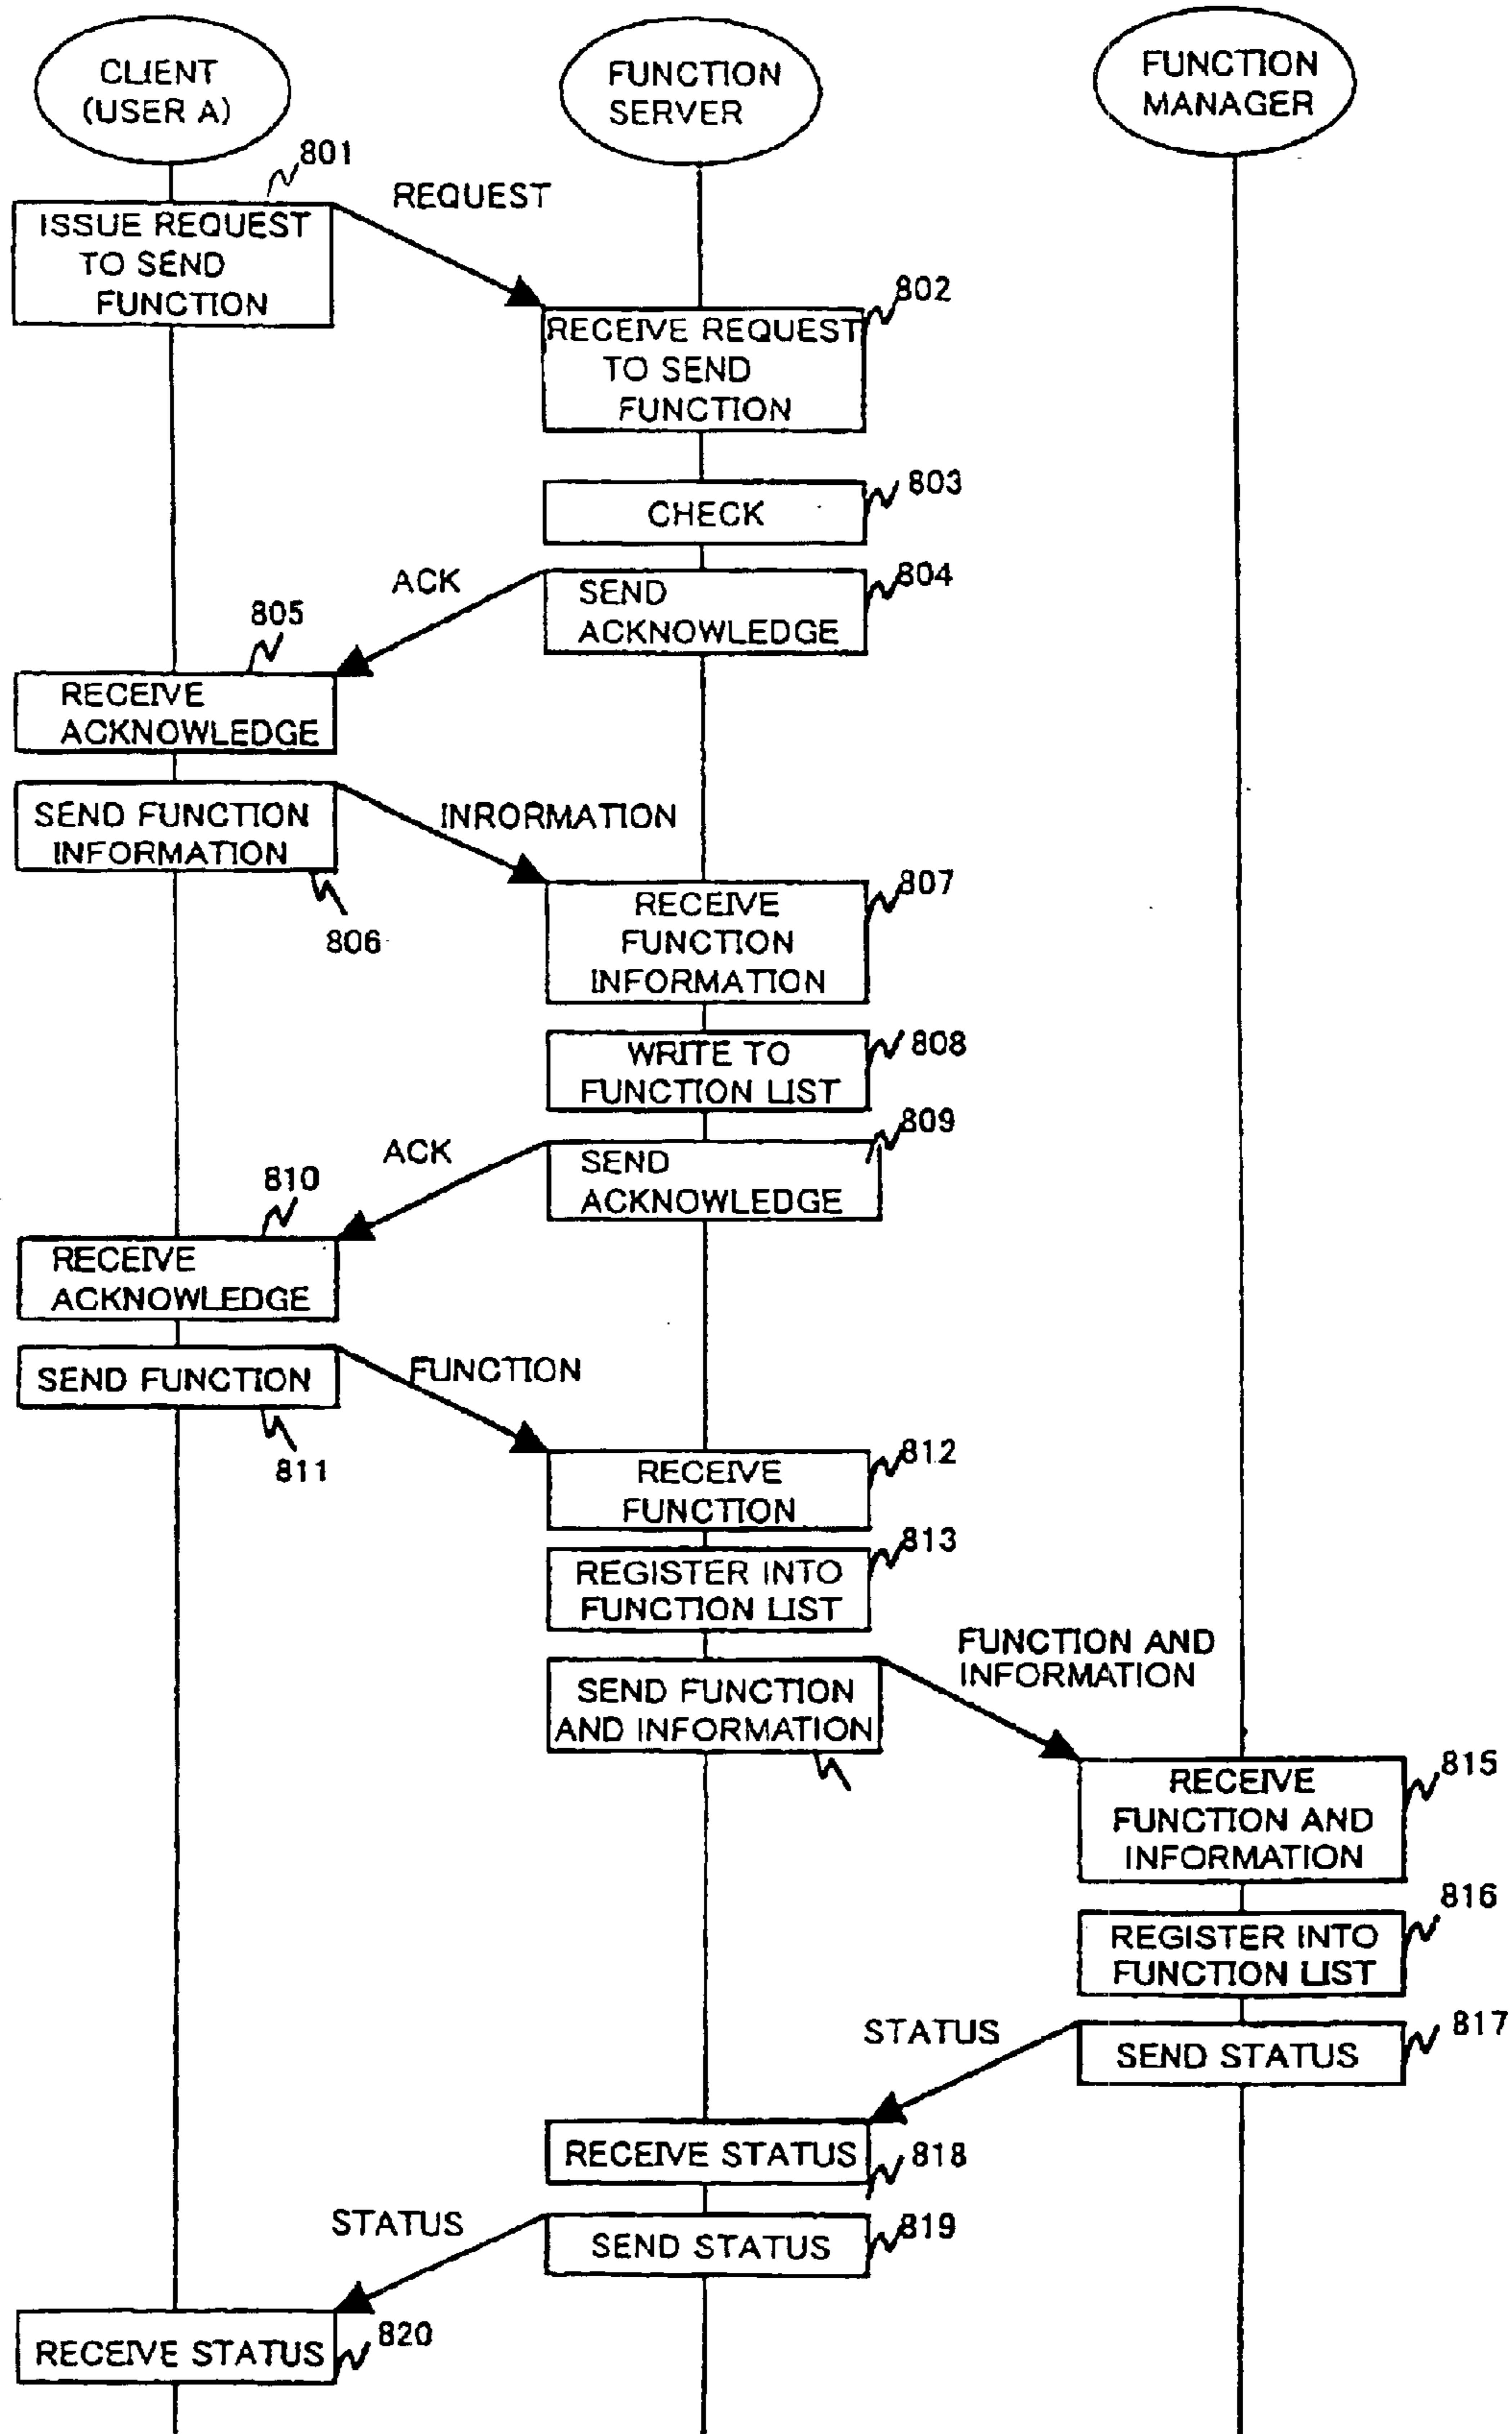 CLIENT
(USER A)
FUNCTION
SERVER
FUNCTION
MANAGER
801
REQUEST
ISSUE REQUEST
TO SEND
FUNCTION
802
RECEIVE REQUEST
TO SEND
FUNCTION
803
CHECK
ACK
804
SEND
ACKNOWLEDGE
805
RECEIVE
ACKNOWLEDGE
SEND FUNCTION
INFORMATION
806
INRORMATION
807
RECEIVE
FUNCTION
INFORMATION
808
WRITE TO
FUNCTION LIST
809
ACK
SEND
ACKNOWLEDGE
810
RECEIVE
ACKNOWLEDGE
SEND FUNCTION
811
FUNCTION
812
RECEIVE
FUNCTION
813
REGISTER INTO
FUNCTION LIST
FUNCTION AND
INFORMATION
SEND FUNCTION
AND INFORMATION
815
RECEIVE
FUNCTION AND
INFORMATION
816
REGISTER INTO
FUNCTION LIST
STATUS
817
SEND STATUS
RECEIVE STATUS
818
STATUS
819
SEND STATUS
820
RECEIVE STATUS